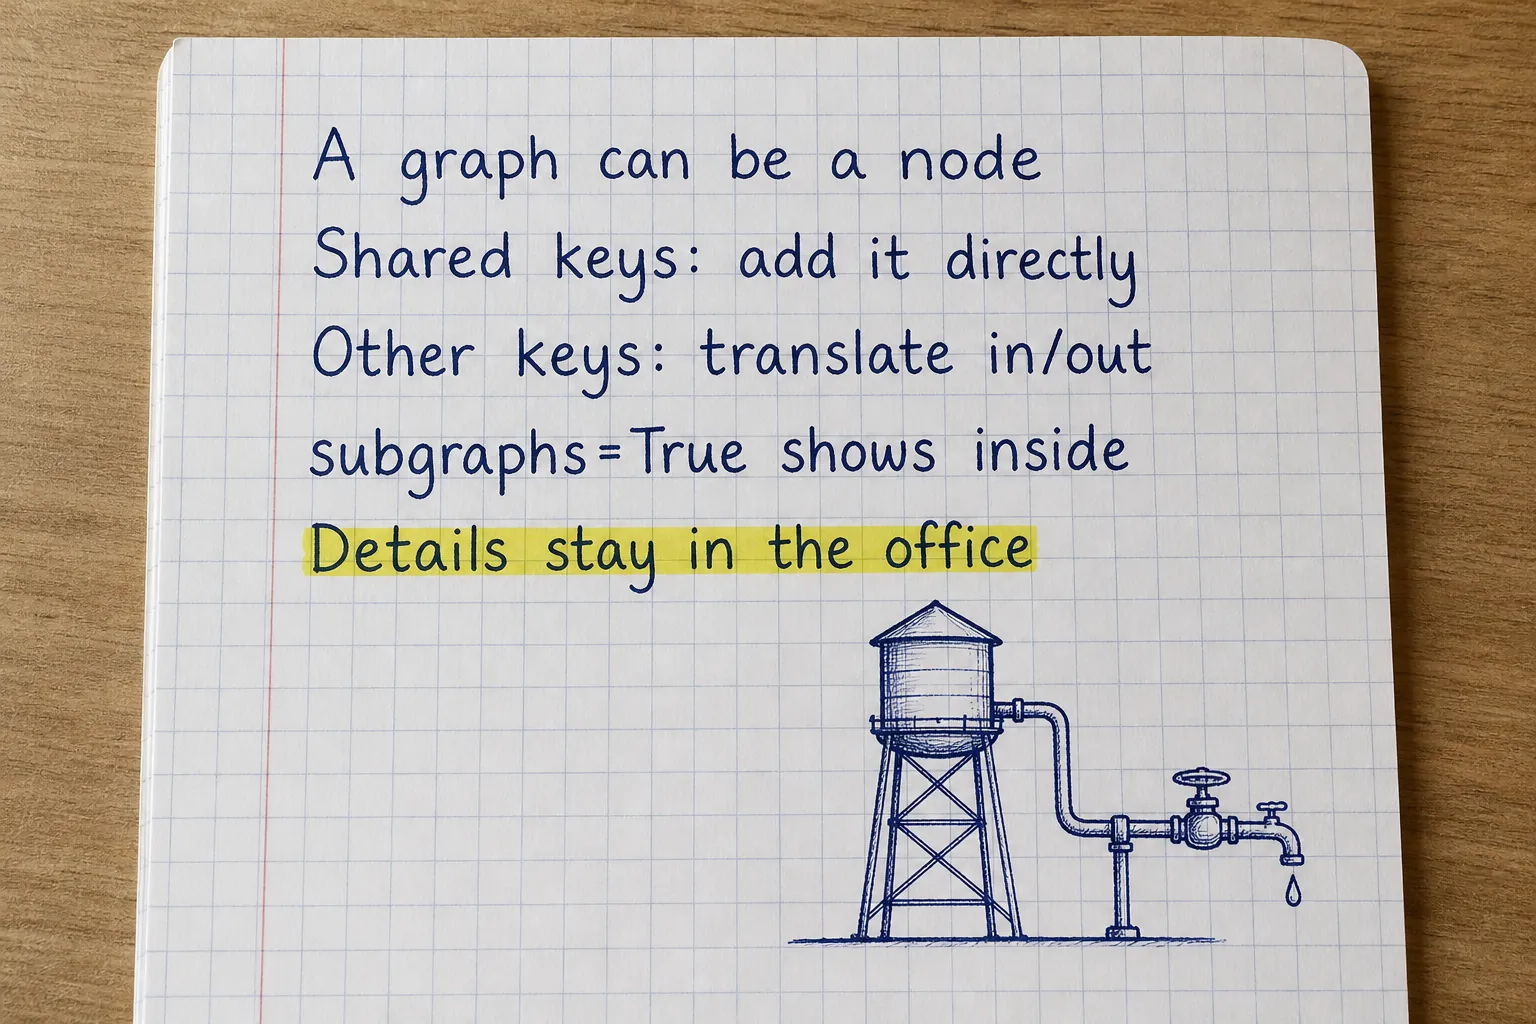 A graph can be a node
Shared keys: add it directly
Other keys: translate in/out
subgraphs=True shows inside
Details stay in the office